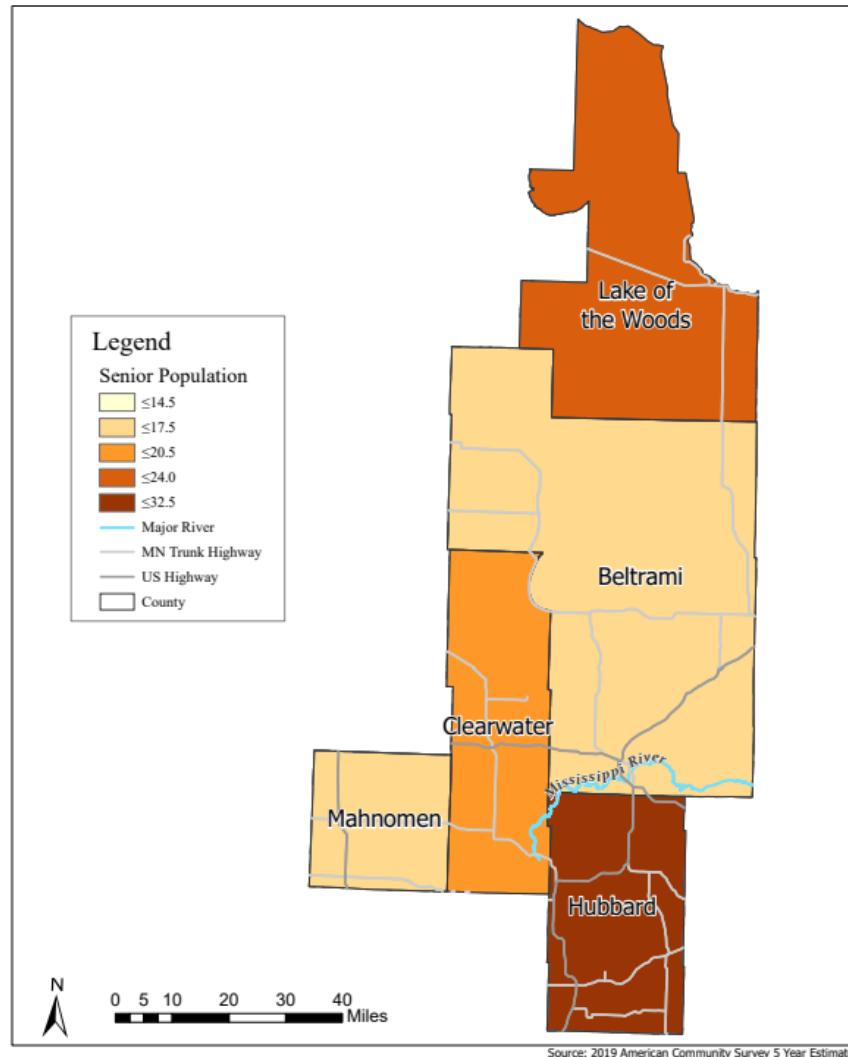 Lake of
the Woods
Legend
Senior Population
≤14.5
≤17.5
≤20.5
≤24.0
≤32.5
Major River
MN Trunk Highway
US Highway
County
Beltrami
Clearwater
Mississippi River
Mahnomen
Hubbard
N
0 5 10 20 30 40
Miles
Source: 2019 American Community Survey 5 Year Estimat